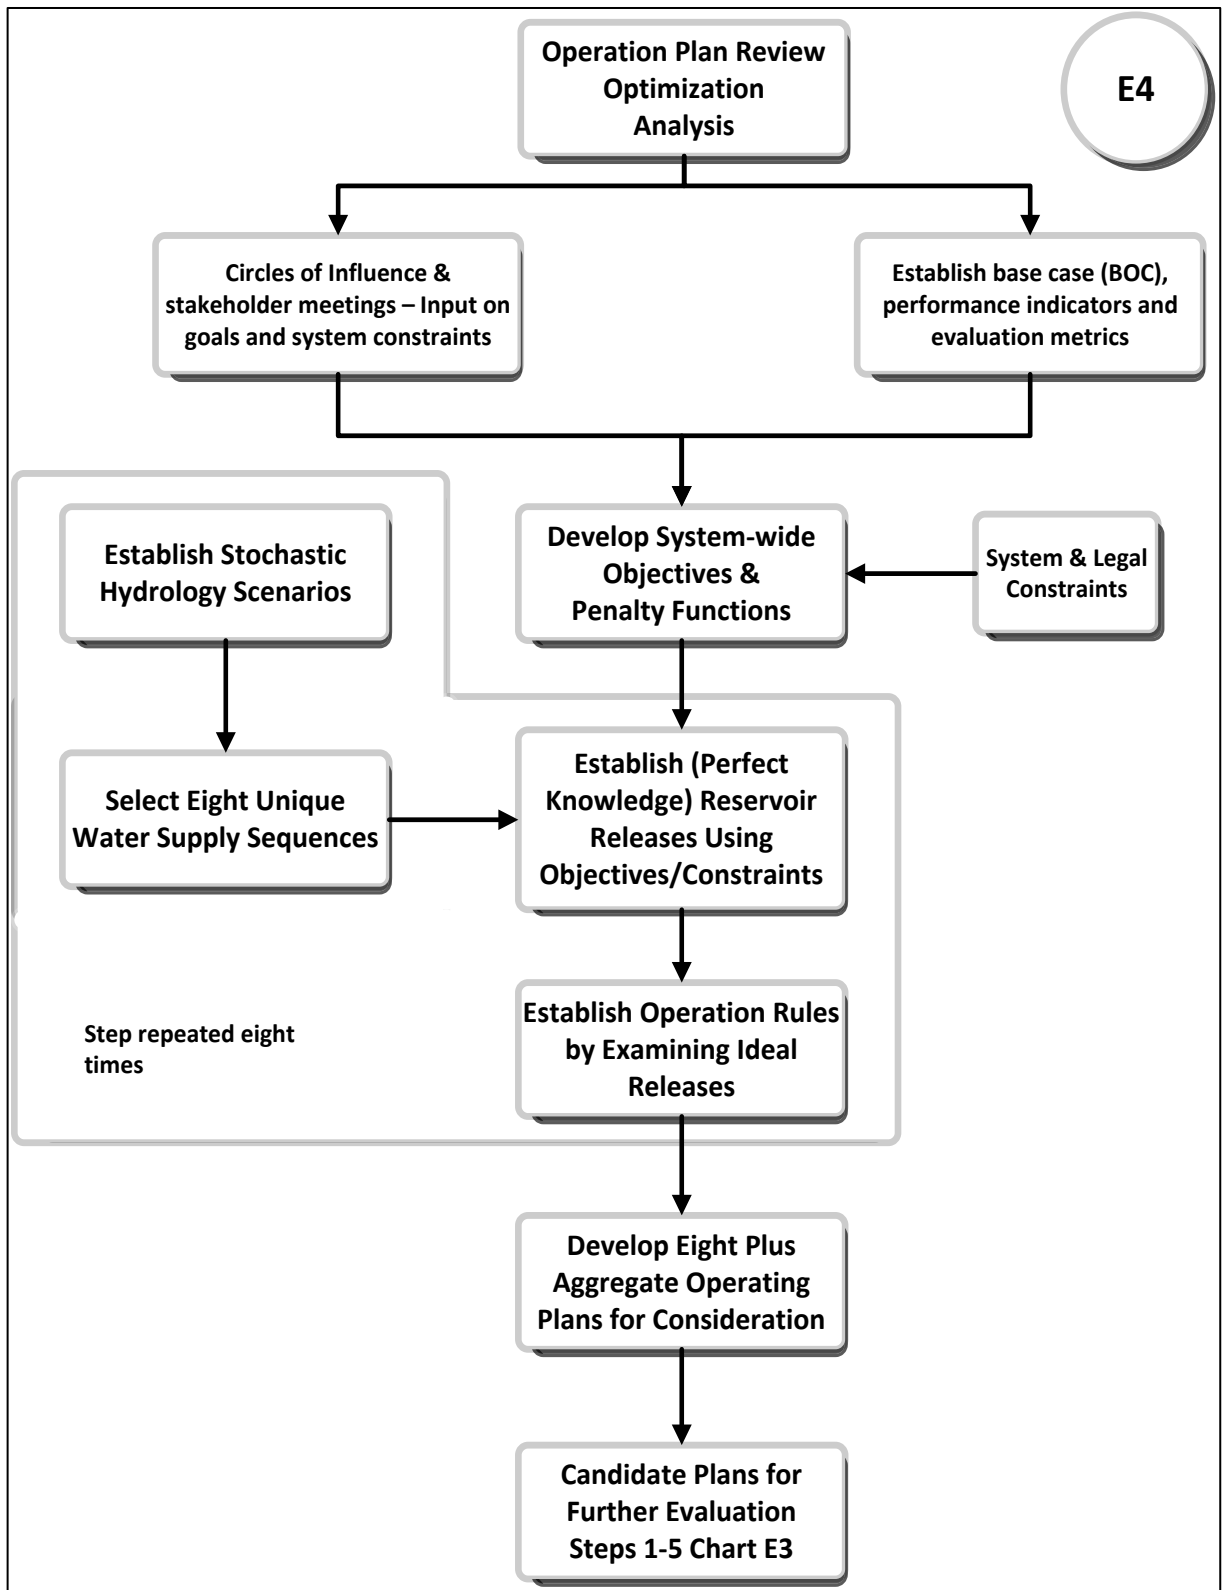 Operation Plan Review
Optimization
Analysis
E4
Circles of Influence &
stakeholder meetings – Input on
goals and system constraints
Establish base case (BOC),
performance indicators and
evaluation metrics
Establish Stochastic
Hydrology Scenarios
Develop System-wide
Objectives &
Penalty Functions
System & Legal
Constraints
Select Eight Unique
Water Supply Sequences
Establish (Perfect
Knowledge) Reservoir
Releases Using
Objectives/Constraints
Step repeated eight
times
Establish Operation Rules
by Examining Ideal
Releases
Develop Eight Plus
Aggregate Operating
Plans for Consideration
Candidate Plans for
Further Evaluation
Steps 1-5 Chart E3